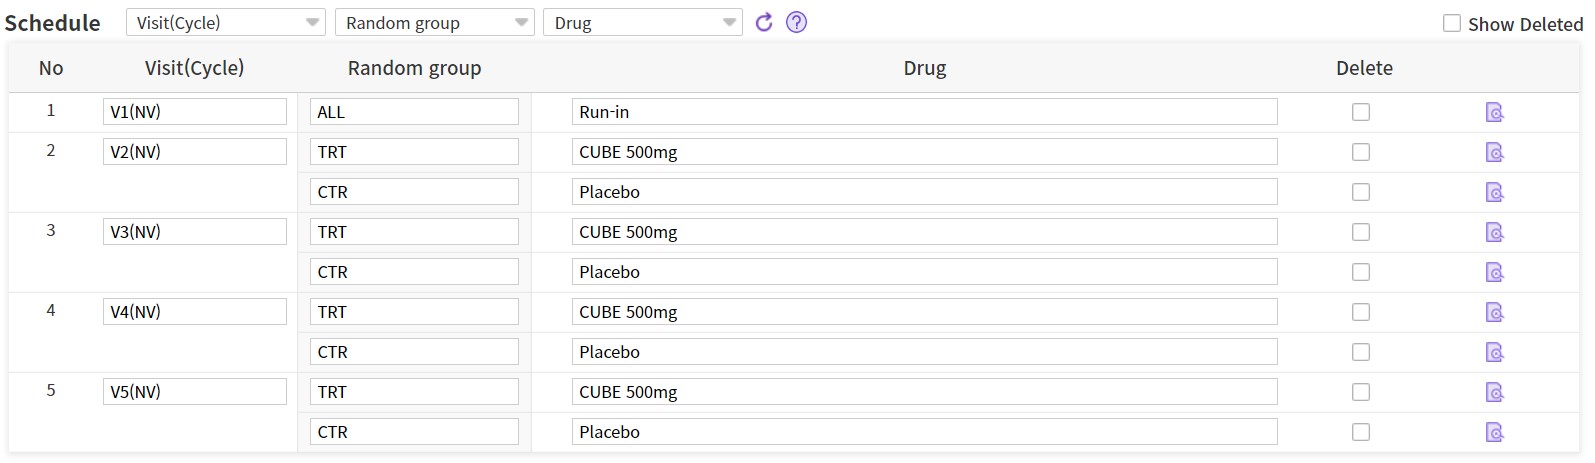 Schedule Visit(Cycle) Random group Drug ? Show Deleted
No Visit(Cycle) Random group Drug Delete
1 V1(NV) ALL Run-in
2 V2(NV) TRT CUBE 500mg
CTR Placebo
3 V3(NV) TRT CUBE 500mg
CTR Placebo
4 V4(NV) TRT CUBE 500mg
CTR Placebo
5 V5(NV) TRT CUBE 500mg
CTR Placebo